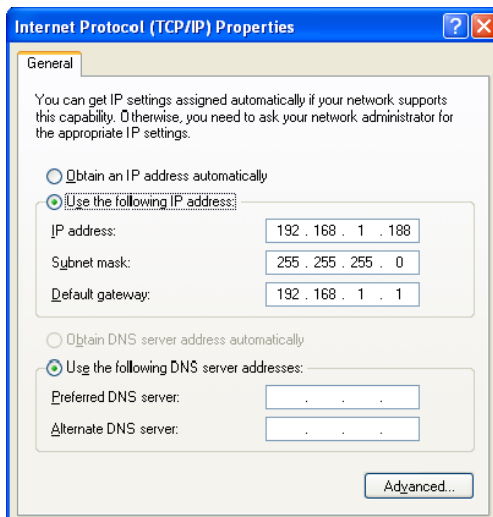 Internet Protocol (TCP/IP) Properties
General
You can get IP settings assigned automatically if your network supports
this capability. Otherwise, you need to ask your network administrator for
the appropriate IP settings.
Obtain an IP address automatically
Use the following IP address:
IP address: 192 . 168 . 1 . 188
Subnet mask: 255 . 255 . 255 . 0
Default gateway: 192 . 168 . 1 . 1
Obtain DNS server address automatically
Use the following DNS server addresses:
Preferred DNS server: . . .
Alternate DNS server: . . .
Advanced...